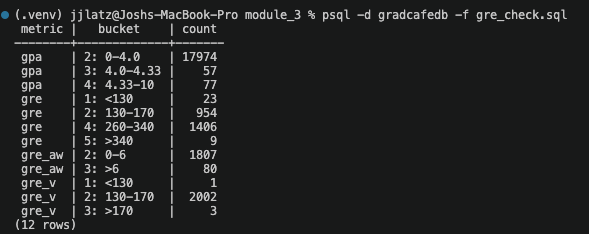 (.venv) jjlatz@Joshs-MacBook-Pro module_3 % psql -d gradcafedb -f gre_check.sql
 metric |   bucket    | count
--------+-------------+-------
 gpa    | 2: 0-4.0    | 17974
 gpa    | 3: 4.0-4.33 |    57
 gpa    | 4: 4.33-10  |    77
 gre    | 1: <130     |    23
 gre    | 2: 130-170  |   954
 gre    | 4: 260-340  |  1406
 gre    | 5: >340     |     9
 gre_aw | 2: 0-6      |  1807
 gre_aw | 3: >6       |    80
 gre_v  | 1: <130     |     1
 gre_v  | 2: 130-170  |  2002
 gre_v  | 3: >170     |     3
(12 rows)